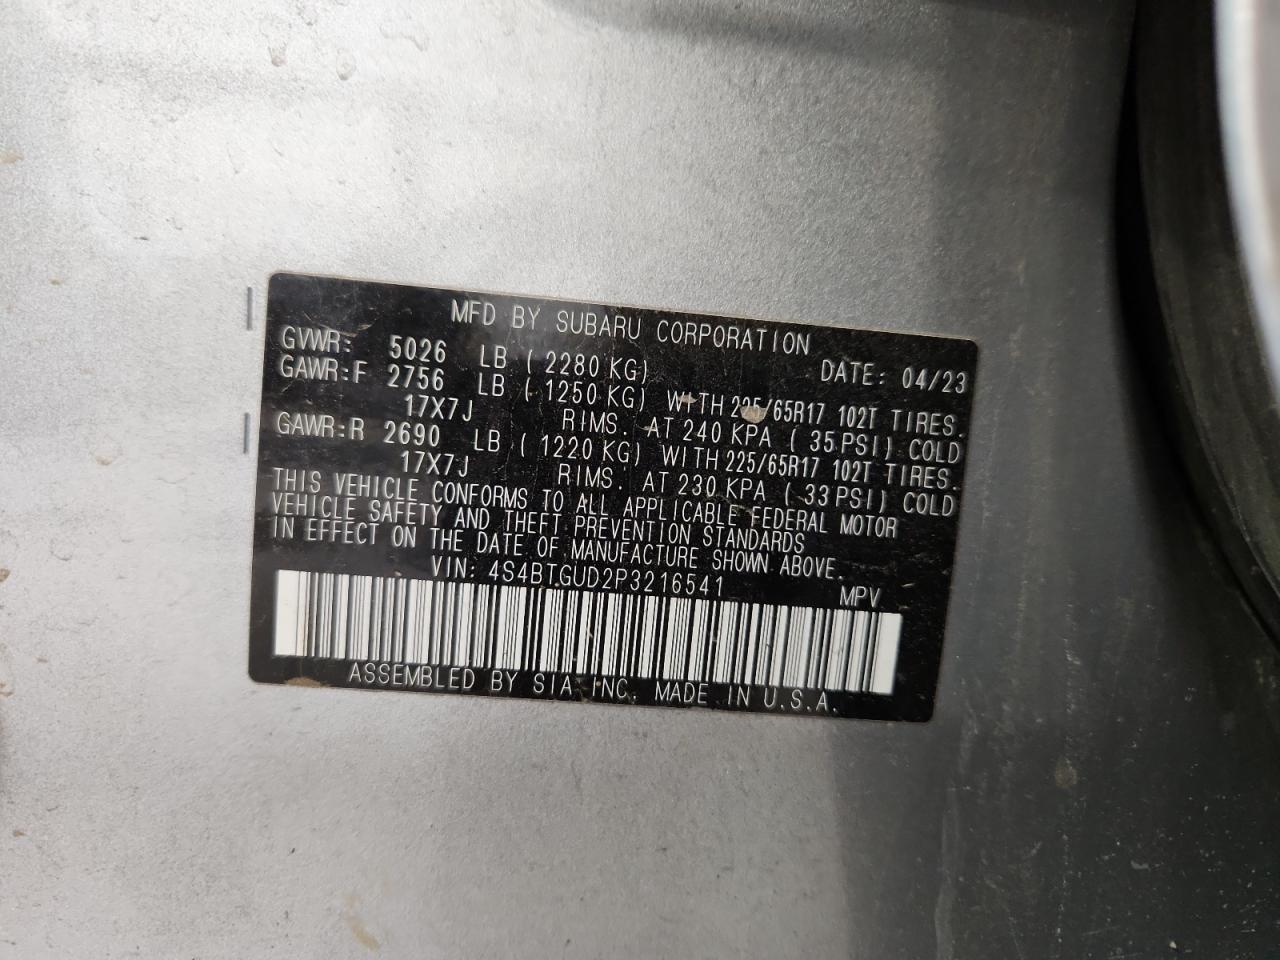 MFD BY SUBARU CORPORATION
GVWR: 5026 LB ( 2280 KG) DATE: 04/23
GAWR:F 2756 LB ( 1250 KG) WITH 225/65R17 102T TIRES.
17X7J RIMS. AT 240 KPA ( 35 PSI) COLD
GAWR:R 2690 LB ( 1220 KG) WITH 225/65R17 102T TIRES.
17X7J RIMS. AT 230 KPA ( 33 PSI) COLD
THIS VEHICLE CONFORMS TO ALL APPLICABLE FEDERAL MOTOR
VEHICLE SAFETY AND THEFT PREVENTION STANDARDS
IN EFFECT ON THE DATE OF MANUFACTURE SHOWN ABOVE.
VIN: 4S4BTGUD2P3216541 MPV
ASSEMBLED BY SIA, INC. MADE IN U.S.A.